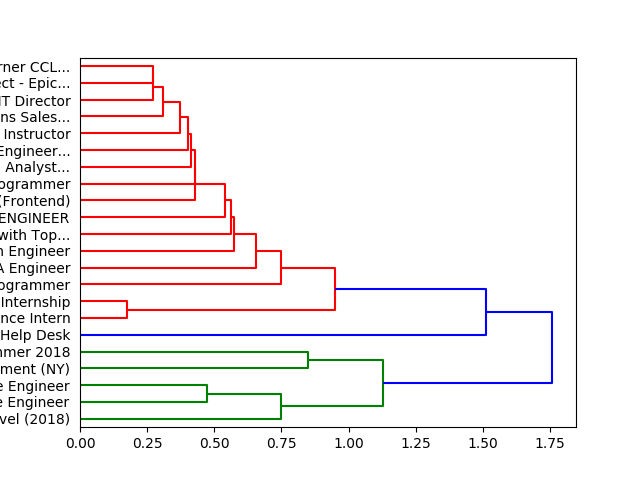 rner CCL...
ect - Epic...
IT Director
ns Sales...
Instructor
Engineer...
Analyst...
ogrammer
(Frontend)
ENGINEER
with Top...
n Engineer
A Engineer
ogrammer
Internship
nce Intern
Help Desk
mmer 2018
ment (NY)
e Engineer
e Engineer
vel (2018)
0.00 0.25 0.50 0.75 1.00 1.25 1.50 1.75